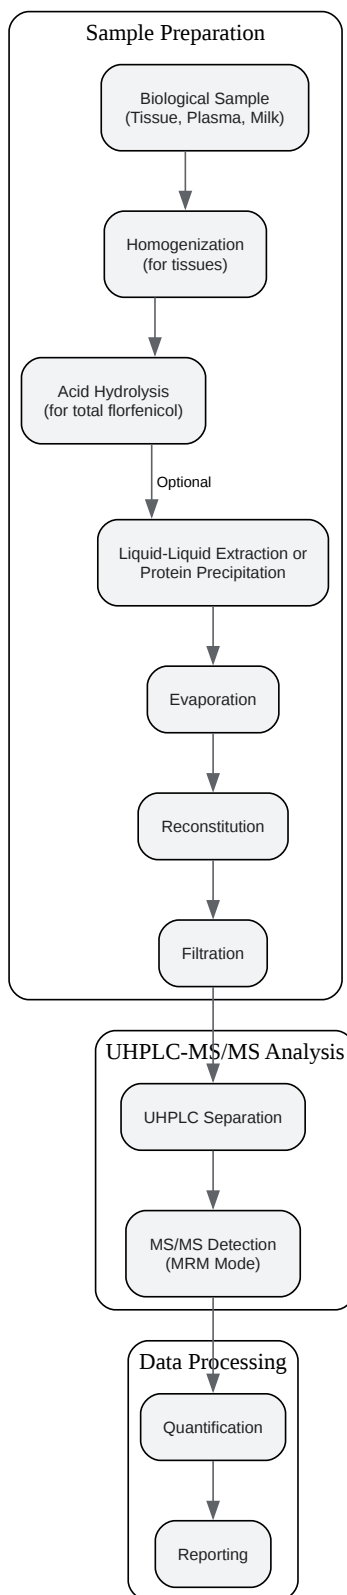 Sample Preparation
Biological Sample
(Tissue, Plasma, Milk)
Homogenization
(for tissues)
Acid Hydrolysis
(for total florfenicol)
Optional
Liquid-Liquid Extraction or
Protein Precipitation
Evaporation
Reconstitution
Filtration
UHPLC-MS/MS Analysis
UHPLC Separation
MS/MS Detection
(MRM Mode)
Data Processing
Quantification
Reporting